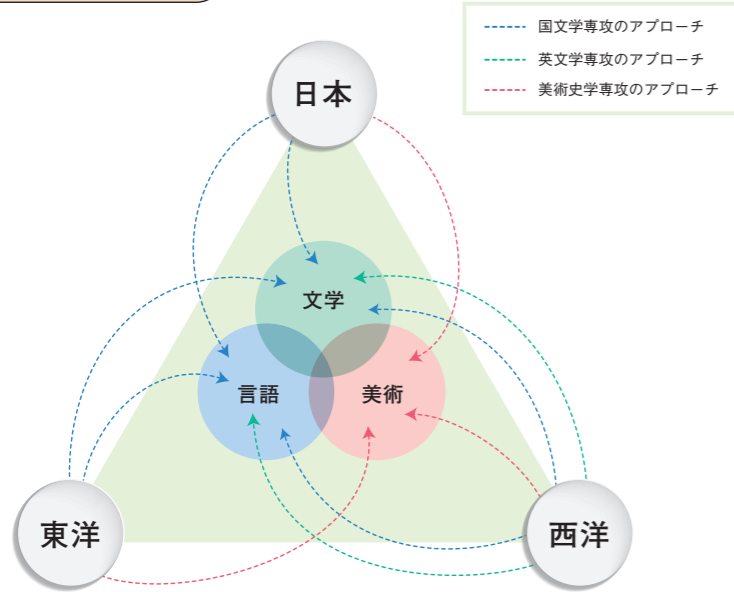 国文学専攻のアプローチ
英文学専攻のアプローチ
美術史学専攻のアプローチ
日本
文学
言語
美術
東洋
西洋